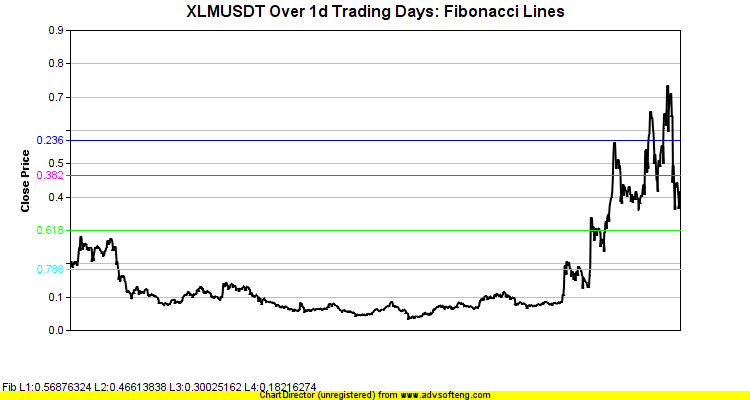 XLMUSDT Over 1d Trading Days: Fibonacci Lines
0.9
0.8
0.7
0.236
0.5
0.382
0.4
0.618
0.786
0.1
0.0
Close Price
Fib L1:0.56876324 L2:0.46613838 L3:0.30025162 L4:0.18216274
ChartDirector (unregistered) from www.advsofteng.com